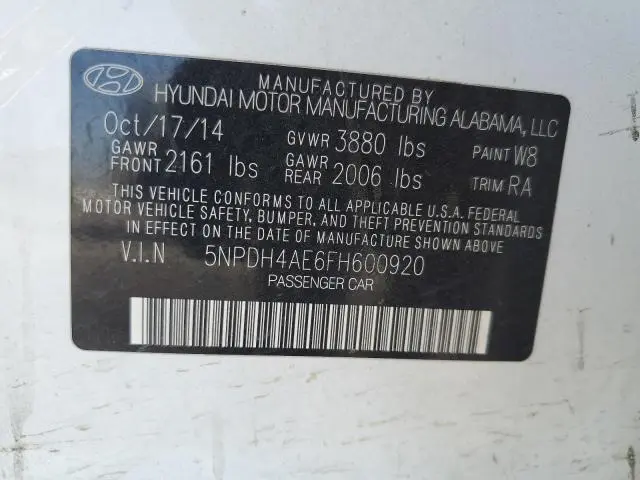 MANUFACTURED BY
HYUNDAI MOTOR MANUFACTURING ALABAMA, LLC
Oct/17/14 GVWR 3880 lbs PAINT W8
GAWR FRONT 2161 lbs GAWR REAR 2006 lbs TRIM RA
THIS VEHICLE CONFORMS TO ALL APPLICABLE U.S.A. FEDERAL
MOTOR VEHICLE SAFETY, BUMPER, AND THEFT PREVENTION STANDARDS
IN EFFECT ON THE DATE OF MANUFACTURE SHOWN ABOVE.
V.I.N 5NPDH4AE6FH600920
PASSENGER CAR